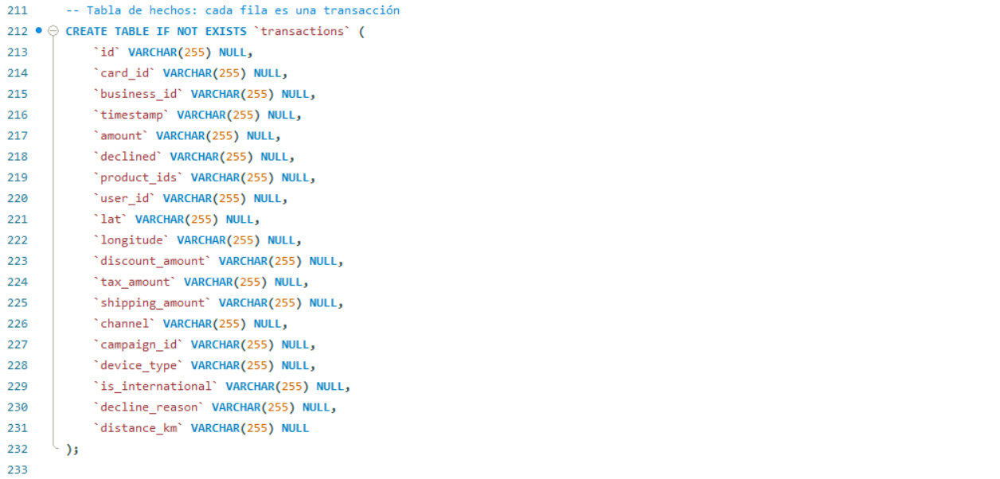 211 -- Tabla de hechos: cada fila es una transacción
212 CREATE TABLE IF NOT EXISTS `transactions` (
213 `id` VARCHAR(255) NULL,
214 `card_id` VARCHAR(255) NULL,
215 `business_id` VARCHAR(255) NULL,
216 `timestamp` VARCHAR(255) NULL,
217 `amount` VARCHAR(255) NULL,
218 `declined` VARCHAR(255) NULL,
219 `product_ids` VARCHAR(255) NULL,
220 `user_id` VARCHAR(255) NULL,
221 `lat` VARCHAR(255) NULL,
222 `longitude` VARCHAR(255) NULL,
223 `discount_amount` VARCHAR(255) NULL,
224 `tax_amount` VARCHAR(255) NULL,
225 `shipping_amount` VARCHAR(255) NULL,
226 `channel` VARCHAR(255) NULL,
227 `campaign_id` VARCHAR(255) NULL,
228 `device_type` VARCHAR(255) NULL,
229 `is_international` VARCHAR(255) NULL,
230 `decline_reason` VARCHAR(255) NULL,
231 `distance_km` VARCHAR(255) NULL
232 );
233